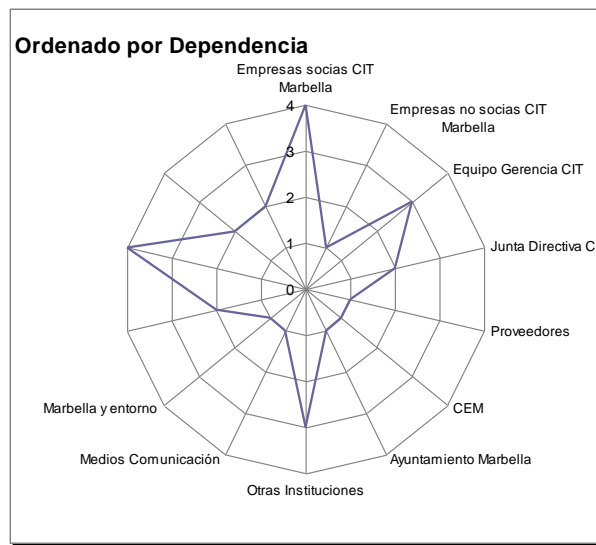 Ordenado por Dependencia
Empresas socias CIT
Marbella
Empresas no socias CIT
Marbella
Equipo Gerencia CIT
Junta Directiva C
Proveedores
CEM
Ayuntamiento Marbella
Otras Instituciones
Medios Comunicación
Marbella y entorno
4
3
2
1
0